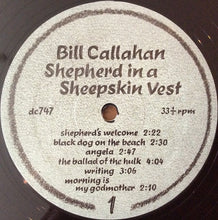 Bill Callahan
Shepherd in a
Sheepskin Vest
dc747 33⅓ rpm
shepherd's welcome 2:22
black dog on the beach 3:30
angela 2:47
the ballad of the hulk 4:04
writing 3:06
morning is
my godmother 2:10
1